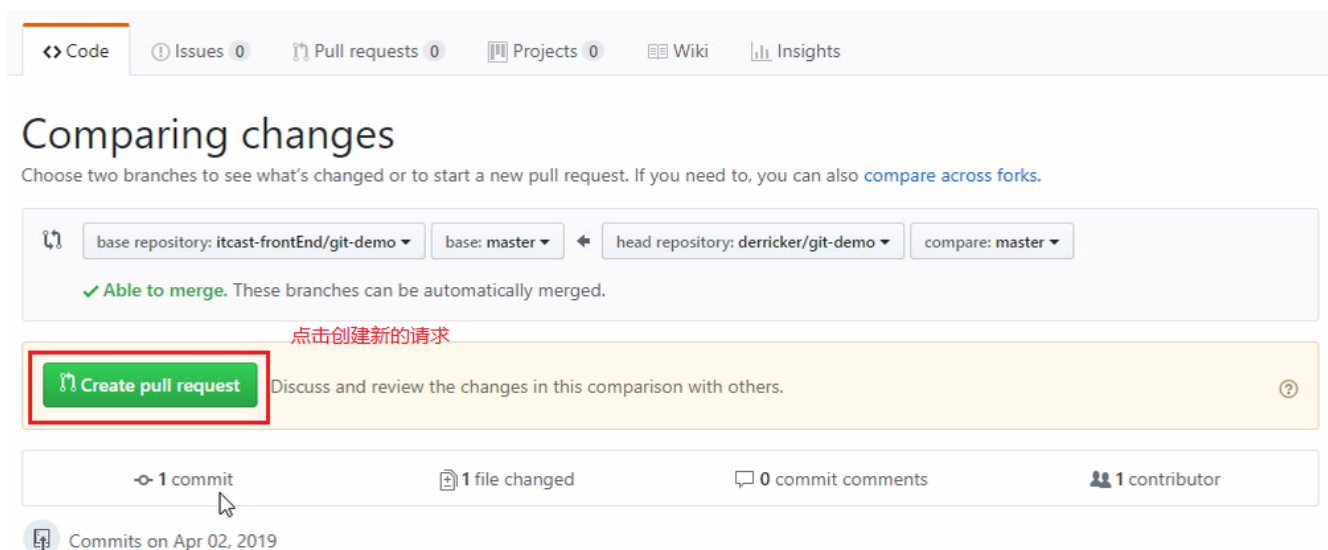 Code Issues 0 Pull requests 0 Projects 0 Wiki Insights
Comparing changes
Choose two branches to see what's changed or to start a new pull request. If you need to, you can also compare across forks.
base repository: itcast-frontEnd/git-demo base: master head repository: derricker/git-demo compare: master
Able to merge. These branches can be automatically merged.
点击创建新的请求
Create pull request Discuss and review the changes in this comparison with others.
1 commit 1 file changed 0 commit comments 1 contributor
Commits on Apr 02, 2019